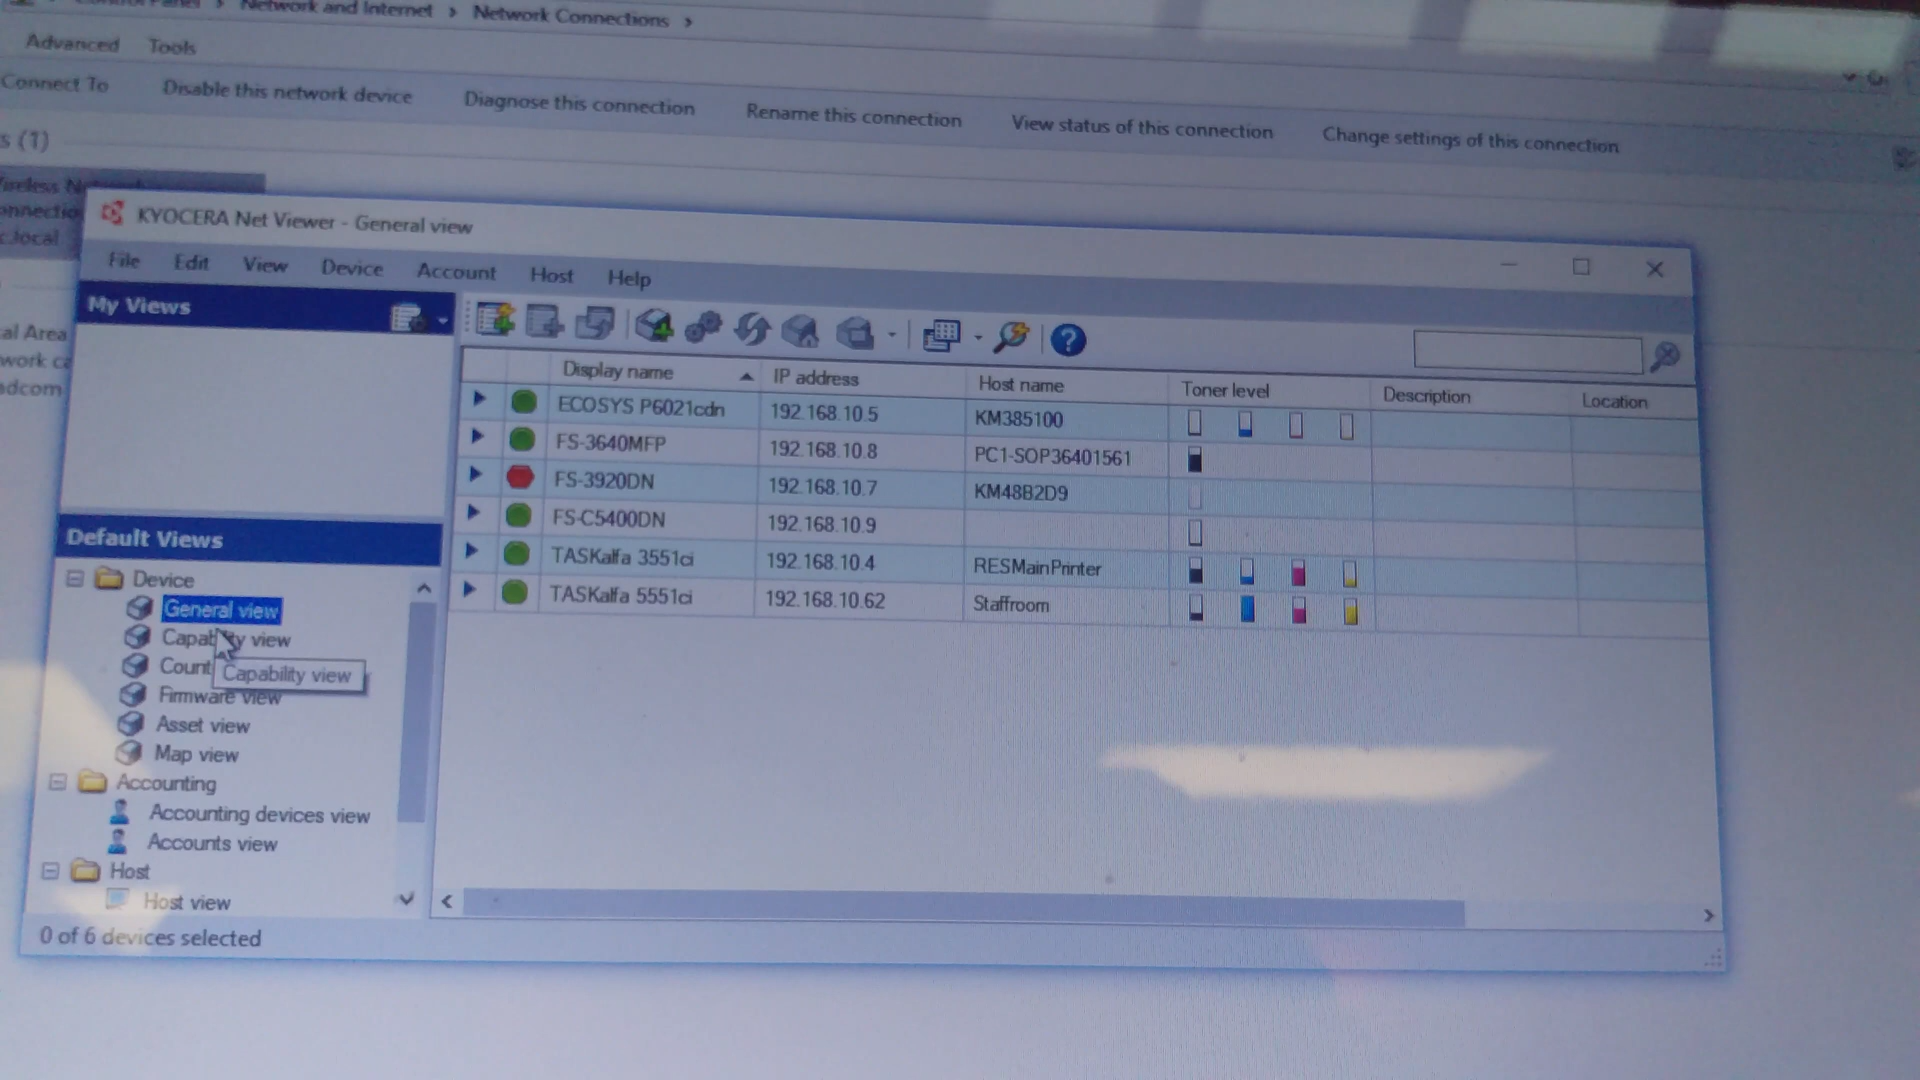 Network and Internet > Network Connections >
Advanced Tools
Connect To Disable this network device Diagnose this connection Rename this connection View status of this connection Change settings of this connection
(1)
KYOCERA Net Viewer - General view
File Edit View Device Account Host Help
My Views
Display name IP address Host name Toner level Description Location
ECOSYS P6021cdn 192.168.10.5 KM385100
FS-3640MFP 192.168.10.8 PC1-SOP36401561
FS-3920DN 192.168.10.7 KM48B2D9
FS-C5400DN 192.168.10.9
TASKalfa 3551ci 192.168.10.4 RESMainPrinter
TASKalfa 5551ci 192.168.10.62 Staffroom
Default Views
Device
General view
Capability view
Capability view
Firmware view
Asset view
Map view
Accounting
Accounting devices view
Accounts view
Host
Host view
0 of 6 devices selected